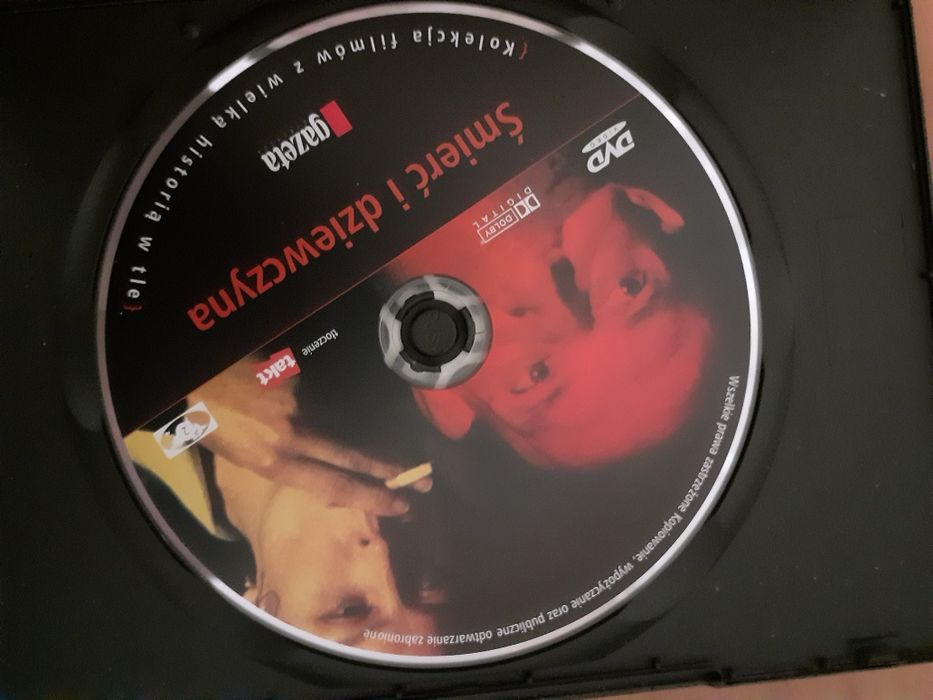 {Kolekcja filmów z wielką historią w tle}
gazeta
Śmierć i dziewczyna
DVD
VIDEO
DOLBY
DIGITAL
tłoczenie
takt
Wszelkie prawa zastrzeżone Kopiowanie, wypożyczanie oraz publiczne odtwarzanie zabronione